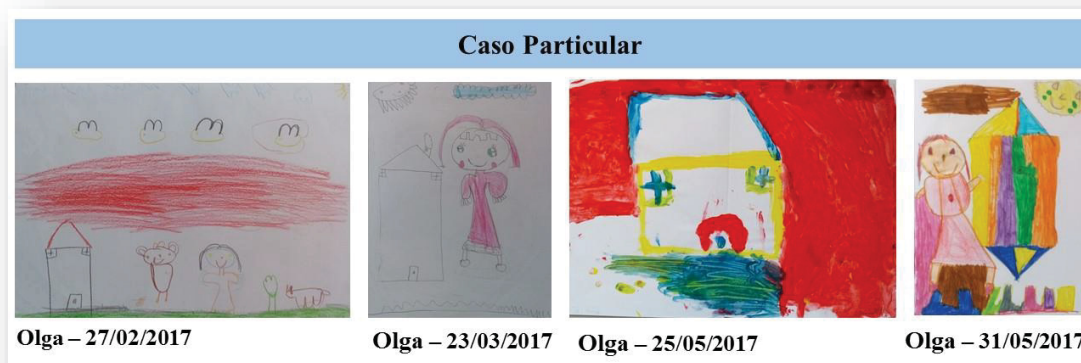 Caso Particular
Olga – 27/02/2017
Olga – 23/03/2017
Olga – 25/05/2017
Olga – 31/05/2017